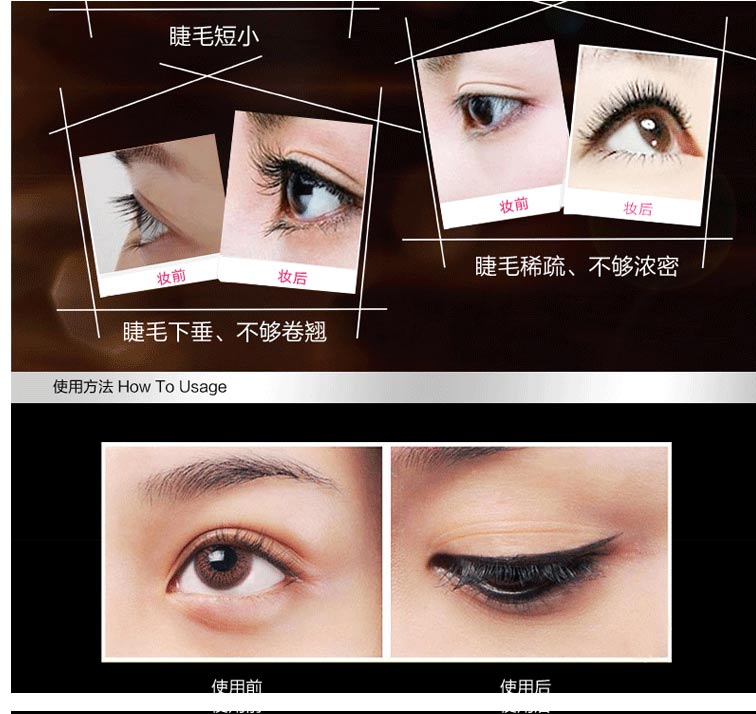 睫毛短小
妆前
妆后
睫毛稀疏、不够浓密
妆前
妆后
睫毛下垂、不够卷翘
使用方法 How To Usage
使用前
使用后